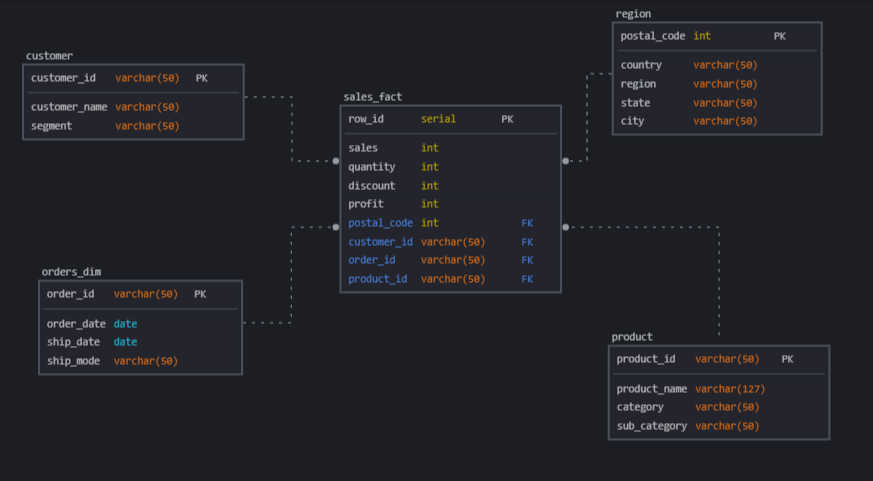 customer
customer_id varchar(50) PK
customer_name varchar(50)
segment varchar(50)
sales_fact
row_id serial PK
sales int
quantity int
discount int
profit int
postal_code int FK
customer_id varchar(50) FK
order_id varchar(50) FK
product_id varchar(50) FK
region
postal_code int PK
country varchar(50)
region varchar(50)
state varchar(50)
city varchar(50)
orders_dim
order_id varchar(50) PK
order_date date
ship_date date
ship_mode varchar(50)
product
product_id varchar(50) PK
product_name varchar(127)
category varchar(50)
sub_category varchar(50)